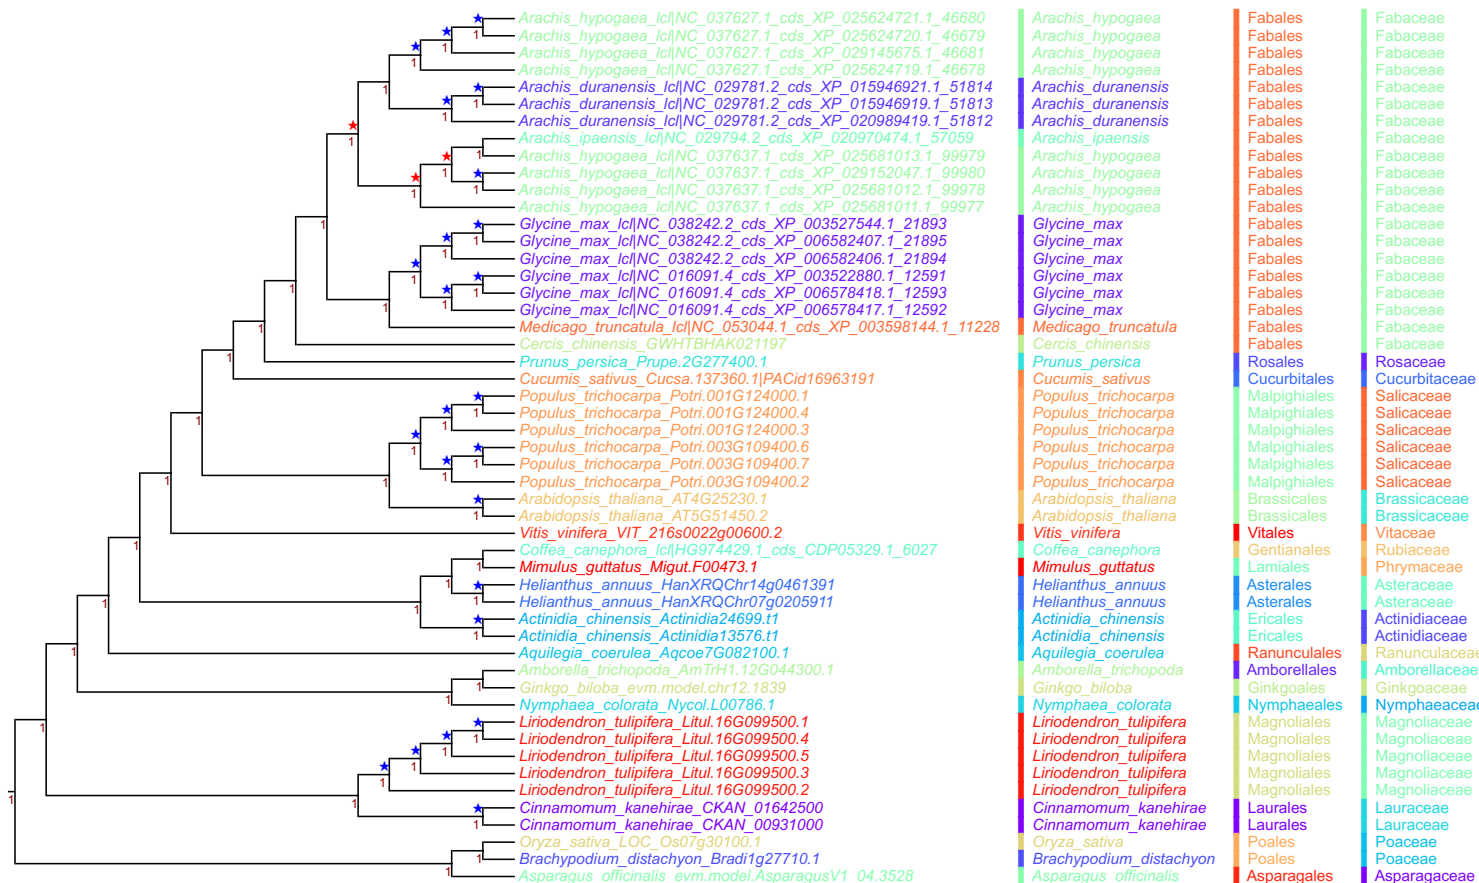 Arachis_hypogaea_lcl|NC_037627.1_cds_XP_025624721.1_46680 Arachis_hypogaea Fabales Fabaceae
Arachis_hypogaea_lcl|NC_037627.1_cds_XP_025624720.1_46679 Arachis_hypogaea Fabales Fabaceae
Arachis_hypogaea_lcl|NC_037627.1_cds_XP_029145675.1_46681 Arachis_hypogaea Fabales Fabaceae
Arachis_hypogaea_lcl|NC_037627.1_cds_XP_025624719.1_46678 Arachis_hypogaea Fabales Fabaceae
Arachis_duranensis_lcl|NC_029781.2_cds_XP_015946921.1_51814 Arachis_duranensis Fabales Fabaceae
Arachis_duranensis_lcl|NC_029781.2_cds_XP_015946919.1_51813 Arachis_duranensis Fabales Fabaceae
Arachis_duranensis_lcl|NC_029781.2_cds_XP_020989419.1_51812 Arachis_duranensis Fabales Fabaceae
Arachis_ipaensis_lcl|NC_029794.2_cds_XP_020970474.1_57059 Arachis_ipaensis Fabales Fabaceae
Arachis_hypogaea_lcl|NC_037637.1_cds_XP_025681013.1_99979 Arachis_hypogaea Fabales Fabaceae
Arachis_hypogaea_lcl|NC_037637.1_cds_XP_029152047.1_99980 Arachis_hypogaea Fabales Fabaceae
Arachis_hypogaea_lcl|NC_037637.1_cds_XP_025681012.1_99978 Arachis_hypogaea Fabales Fabaceae
Arachis_hypogaea_lcl|NC_037637.1_cds_XP_025681011.1_99977 Arachis_hypogaea Fabales Fabaceae
Glycine_max_lcl|NC_038242.2_cds_XP_003527544.1_21893 Glycine_max Fabales Fabaceae
Glycine_max_lcl|NC_038242.2_cds_XP_006582407.1_21895 Glycine_max Fabales Fabaceae
Glycine_max_lcl|NC_038242.2_cds_XP_006582406.1_21894 Glycine_max Fabales Fabaceae
Glycine_max_lcl|NC_016091.4_cds_XP_003522880.1_12591 Glycine_max Fabales Fabaceae
Glycine_max_lcl|NC_016091.4_cds_XP_006578418.1_12593 Glycine_max Fabales Fabaceae
Glycine_max_lcl|NC_016091.4_cds_XP_006578417.1_12592 Glycine_max Fabales Fabaceae
Medicago_truncatula_lcl|NC_053044.1_cds_XP_003598144.1_11228 Medicago_truncatula Fabales Fabaceae
Cercis_chinensis_GWHTBHAK021197 Cercis_chinensis Fabales Fabaceae
Prunus_persica_Prupe.2G277400.1 Prunus_persica Rosales Rosaceae
Cucumis_sativus_Cucsa.137360.1|PACid16963191 Cucumis_sativus Cucurbitales Cucurbitaceae
Populus_trichocarpa_Potri.001G124000.1 Populus_trichocarpa Malpighiales Salicaceae
Populus_trichocarpa_Potri.001G124000.4 Populus_trichocarpa Malpighiales Salicaceae
Populus_trichocarpa_Potri.001G124000.3 Populus_trichocarpa Malpighiales Salicaceae
Populus_trichocarpa_Potri.003G109400.6 Populus_trichocarpa Malpighiales Salicaceae
Populus_trichocarpa_Potri.003G109400.7 Populus_trichocarpa Malpighiales Salicaceae
Populus_trichocarpa_Potri.003G109400.2 Populus_trichocarpa Malpighiales Salicaceae
Arabidopsis_thaliana_AT4G25230.1 Arabidopsis_thaliana Brassicales Brassicaceae
Arabidopsis_thaliana_AT5G51450.2 Arabidopsis_thaliana Brassicales Brassicaceae
Vitis_vinifera_VIT_216s0022g00600.2 Vitis_vinifera Vitales Vitaceae
Coffea_canephora_lcl|HG974429.1_cds_CDP05329.1_6027 Coffea_canephora Gentianales Rubiaceae
Mimulus_guttatus_Migut.F00473.1 Mimulus_guttatus Lamiales Phrymaceae
Helianthus_annuus_HanXRQChr14g0461391 Helianthus_annuus Asterales Asteraceae
Helianthus_annuus_HanXRQChr07g0205911 Helianthus_annuus Asterales Asteraceae
Actinidia_chinensis_Actinidia24699.t1 Actinidia_chinensis Ericales Actinidiaceae
Actinidia_chinensis_Actinidia13576.t1 Actinidia_chinensis Ericales Actinidiaceae
Aquilegia_coerulea_Aqcoe7G082100.1 Aquilegia_coerulea Ranunculales Ranunculaceae
Amborella_trichopoda_AmTrH1.12G044300.1 Amborella_trichopoda Amborellales Amborellaceae
Ginkgo_biloba_evm.model.chr12.1839 Ginkgo_biloba Ginkgoales Ginkgoaceae
Nymphaea_colorata_Nycol.L00786.1 Nymphaea_colorata Nymphaeales Nymphaeaceae
Liriodendron_tulipifera_Litul.16G099500.1 Liriodendron_tulipifera Magnoliales Magnoliaceae
Liriodendron_tulipifera_Litul.16G099500.4 Liriodendron_tulipifera Magnoliales Magnoliaceae
Liriodendron_tulipifera_Litul.16G099500.5 Liriodendron_tulipifera Magnoliales Magnoliaceae
Liriodendron_tulipifera_Litul.16G099500.3 Liriodendron_tulipifera Magnoliales Magnoliaceae
Liriodendron_tulipifera_Litul.16G099500.2 Liriodendron_tulipifera Magnoliales Magnoliaceae
Cinnamomum_kanehirae_CKAN_01642500 Cinnamomum_kanehirae Laurales Lauraceae
Cinnamomum_kanehirae_CKAN_00931000 Cinnamomum_kanehirae Laurales Lauraceae
Oryza_sativa_LOC_Os07g30100.1 Oryza_sativa Poales Poaceae
Brachypodium_distachyon_Bradi1g27710.1 Brachypodium_distachyon Poales Poaceae
Asparagus_officinalis_evm.model.AsparagusV1_04.3528 Asparagus_officinalis Asparagales Asparagaceae